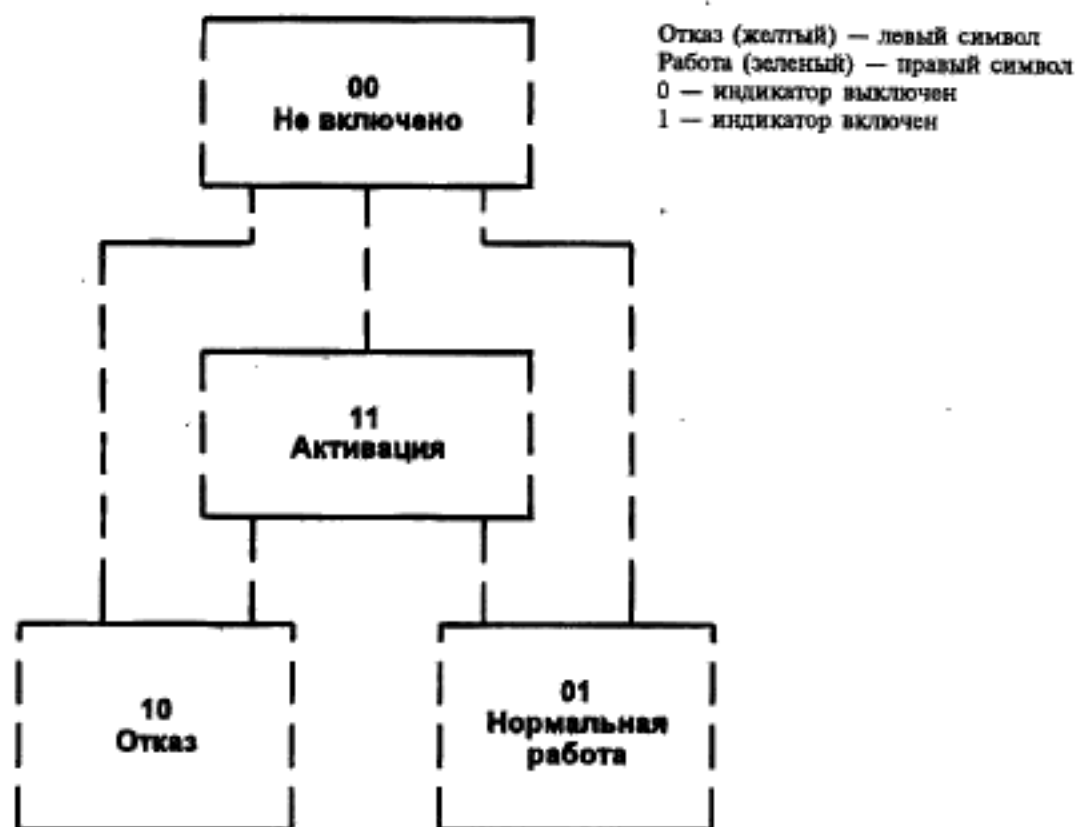 00
Не включено
Отказ (желтый) — левый символ
Работа (зеленый) — правый символ
0 — индикатор выключен
1 — индикатор включен
11
Активация
10
Отказ
01
Нормальная
работа